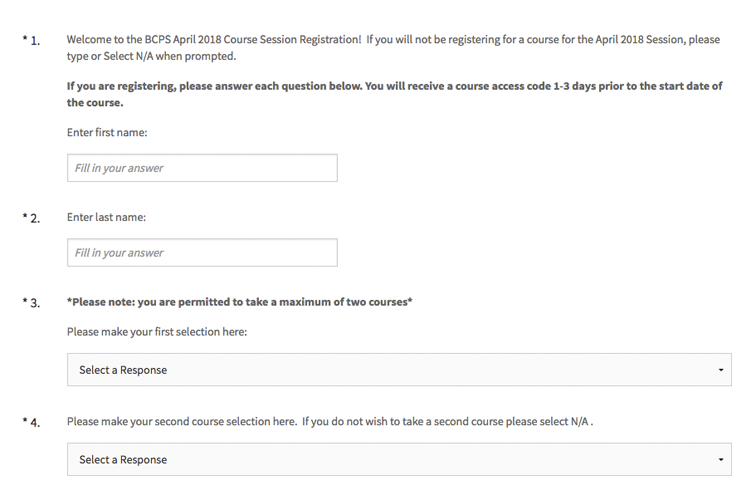 * 1. Welcome to the BCPS April 2018 Course Session Registration!  If you will not be registering for a course for the April 2018 Session, please
type or Select N/A when prompted.
If you are registering, please answer each question below. You will receive a course access code 1-3 days prior to the start date of
the course.
Enter first name:
Fill in your answer
* 2. Enter last name:
Fill in your answer
* 3. *Please note: you are permitted to take a maximum of two courses*
Please make your first selection here:
Select a Response
* 4. Please make your second course selection here.  If you do not wish to take a second course please select N/A .
Select a Response